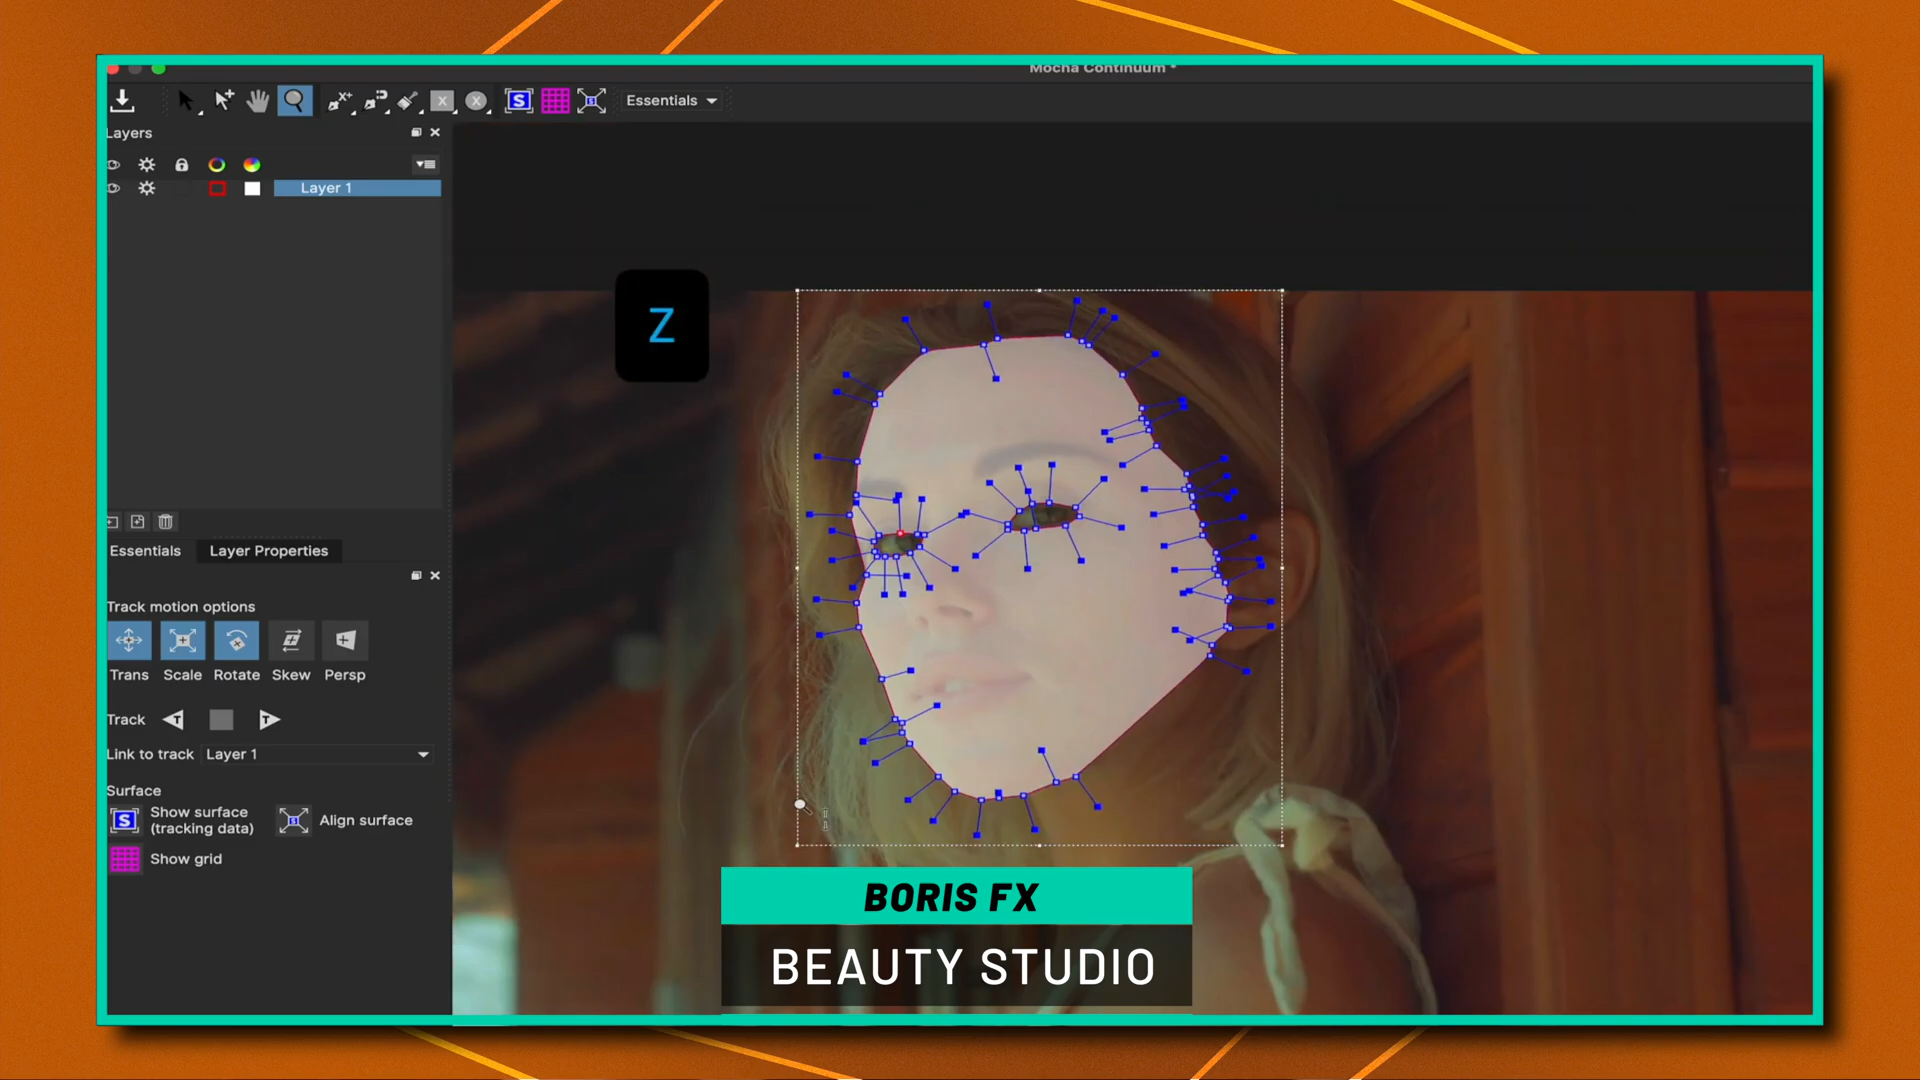 Mocha Continuum *
Essentials
Layers
Layer 1
Z
Essentials
Layer Properties
Track motion options
Trans
Scale
Rotate
Skew
Persp
Track
T
T
Link to track
Layer 1
Surface
S
Show surface
(tracking data)
S
Align surface
Show grid
BORIS FX
BEAUTY STUDIO